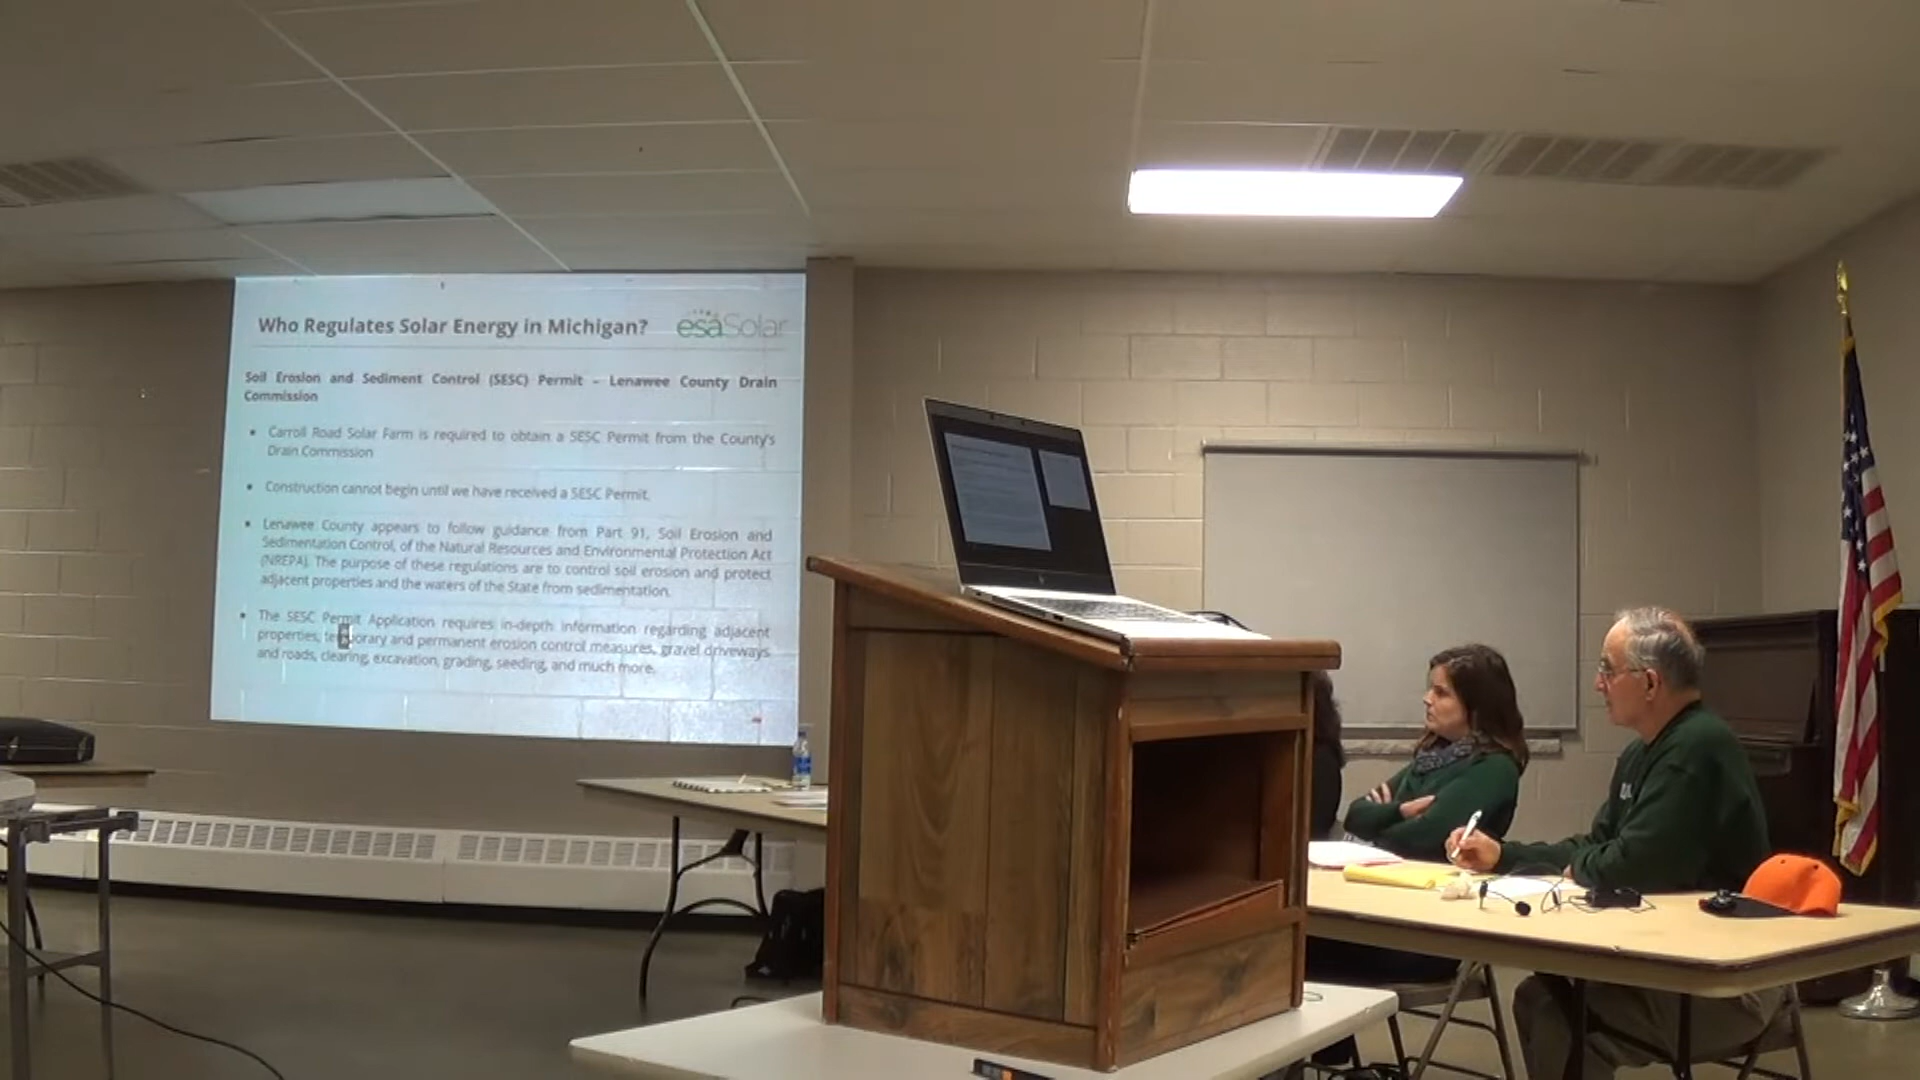 Who Regulates Solar Energy in Michigan?
esaSolar
Soil Erosion and Sediment Control (SESC) Permit – Lenawee County Drain
Commission
• Carroll Road Solar Farm is required to obtain a SESC Permit from the County's
Drain Commission
• Construction cannot begin until we have received a SESC Permit.
• Lenawee County appears to follow guidance from Part 91, Soil Erosion and
Sedimentation Control, of the Natural Resources and Environmental Protection Act
(NREPA). The purpose of these regulations are to control soil erosion and protect
adjacent properties and the waters of the State from sedimentation.
• The SESC Permit Application requires in-depth information regarding adjacent
properties, temporary and permanent erosion control measures, gravel driveways
and roads, clearing, excavation, grading, seeding, and much more.